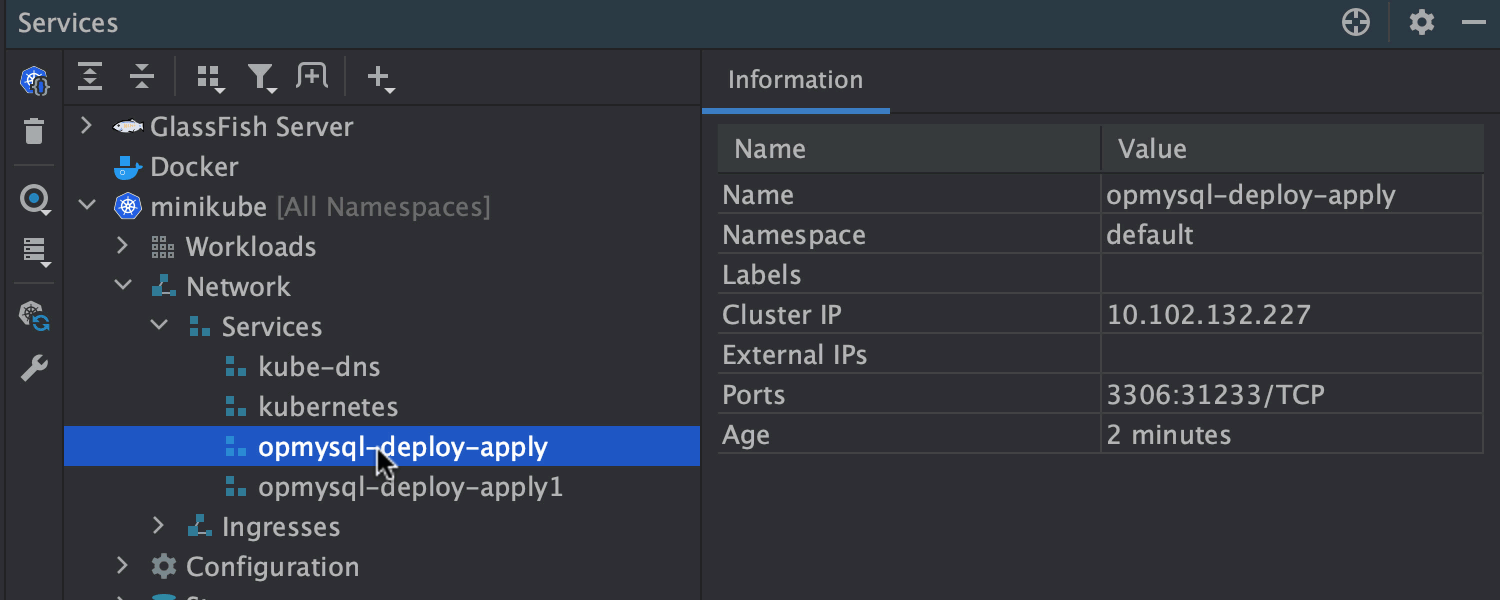 Services
Information
GlassFish Server
Docker
minikube [All Namespaces]
Workloads
Network
Services
kube-dns
kubernetes
opmysql-deploy-apply
opmysql-deploy-apply1
Ingresses
Configuration
Name Value
Name opmysql-deploy-apply
Namespace default
Labels
Cluster IP 10.102.132.227
External IPs
Ports 3306:31233/TCP
Age 2 minutes